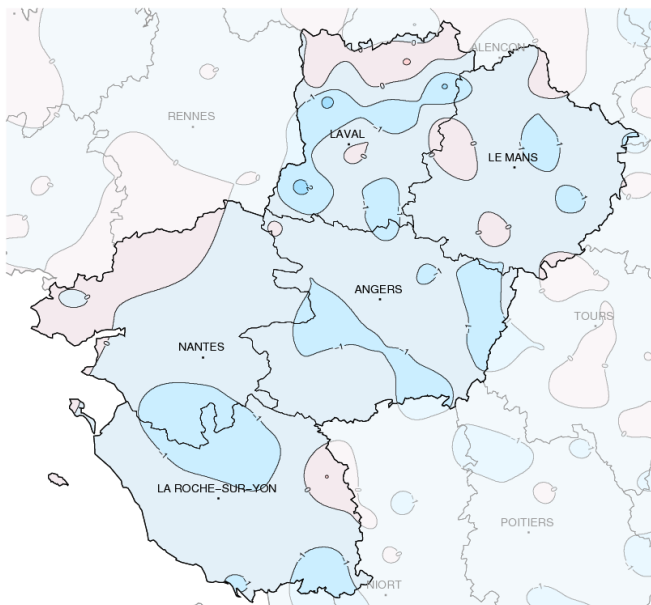 ALENCON
RENNES
LAVAL
LE MANS
ANGERS
TOURS
NANTES
LA ROCHE-SUR-YON
POITIERS
NIORT